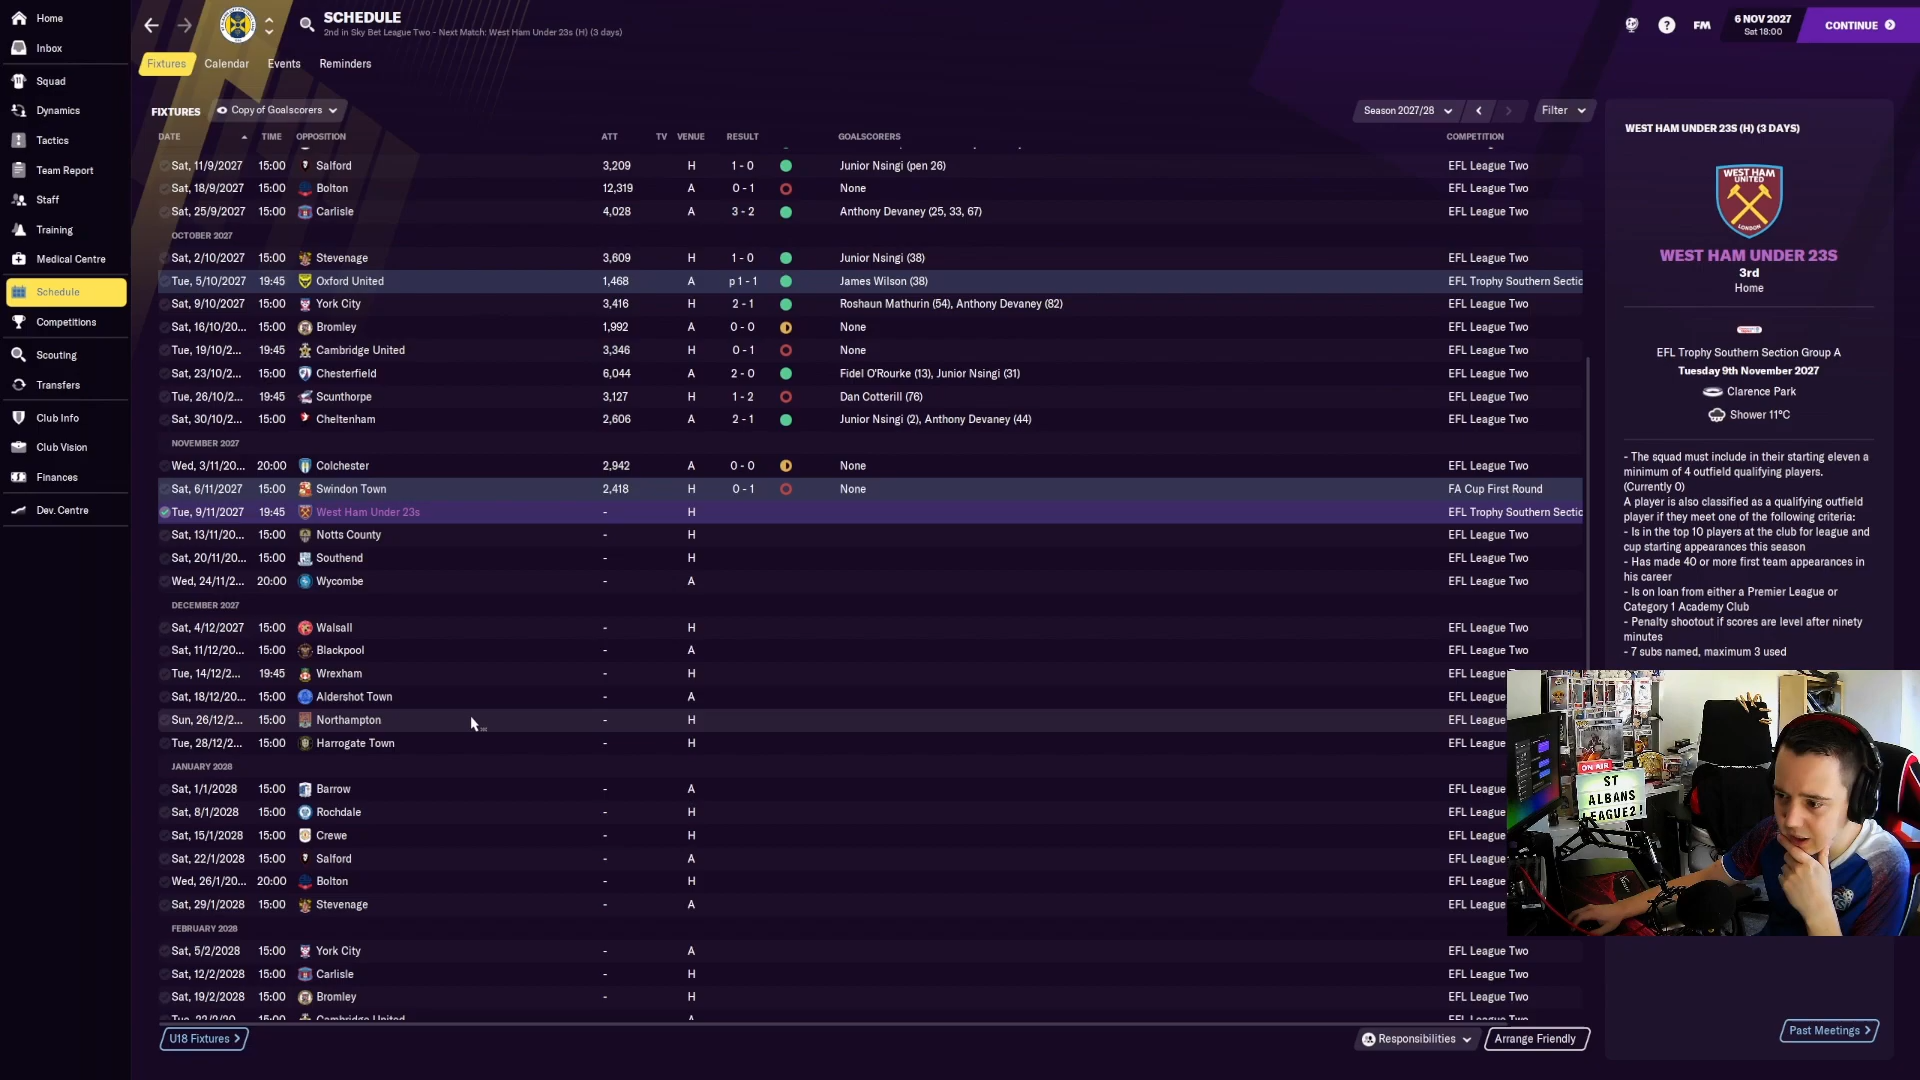 Home
Inbox
Squad
Dynamics
Tactics
Team Report
Staff
Training
Medical Centre
Schedule
Competitions
Scouting
Transfers
Club Info
Club Vision
Finances
Dev. Centre
SCHEDULE
2nd in Sky Bet League Two - Next Match: West Ham Under 23s (H) (3 days)
FM
6 NOV 2027
Sat 18:00
CONTINUE
Fixtures Calendar Events Reminders
FIXTURES Copy of Goalscorers
Season 2027/28 Filter
DATE TIME OPPOSITION ATT TV VENUE RESULT GOALSCORERS COMPETITION
Sat, 11/9/2027 15:00 Salford 3,209 H 1 - 0 Junior Nsingi (pen 26) EFL League Two
Sat, 18/9/2027 15:00 Bolton 12,319 A 0 - 1 None EFL League Two
Sat, 25/9/2027 15:00 Carlisle 4,028 A 3 - 2 Anthony Devaney (25, 33, 67) EFL League Two
OCTOBER 2027
Sat, 2/10/2027 15:00 Stevenage 3,609 H 1 - 0 Junior Nsingi (38) EFL League Two
Tue, 5/10/2027 19:45 Oxford United 1,468 A p 1 - 1 James Wilson (38) EFL Trophy Southern Sectic
Sat, 9/10/2027 15:00 York City 3,416 H 2 - 1 Roshaun Mathurin (54), Anthony Devaney (82) EFL League Two
Sat, 16/10/20... 15:00 Bromley 1,992 A 0 - 0 None EFL League Two
Tue, 19/10/2... 19:45 Cambridge United 3,346 H 0 - 1 None EFL League Two
Sat, 23/10/2... 15:00 Chesterfield 6,044 A 2 - 0 Fidel O'Rourke (13), Junior Nsingi (31) EFL League Two
Tue, 26/10/2... 19:45 Scunthorpe 3,127 H 1 - 2 Dan Cotterill (76) EFL League Two
Sat, 30/10/2... 15:00 Cheltenham 2,606 A 2 - 1 Junior Nsingi (2), Anthony Devaney (44) EFL League Two
NOVEMBER 2027
Wed, 3/11/20... 20:00 Colchester 2,942 A 0 - 0 None EFL League Two
Sat, 6/11/2027 15:00 Swindon Town 2,418 H 0 - 1 None FA Cup First Round
Tue, 9/11/2027 19:45 West Ham Under 23s - H EFL Trophy Southern Sectic
Sat, 13/11/20... 15:00 Notts County - H EFL League Two
Sat, 20/11/20... 15:00 Southend - H EFL League Two
Wed, 24/11/2... 20:00 Wycombe - A EFL League Two
DECEMBER 2027
Sat, 4/12/2027 15:00 Walsall - H EFL League Two
Sat, 11/12/20... 15:00 Blackpool - A EFL League Two
Tue, 14/12/2... 19:45 Wrexham - H EFL League
Sat, 18/12/20... 15:00 Aldershot Town - A EFL League
Sun, 26/12/2... 15:00 Northampton - H EFL League
Tue, 28/12/2... 15:00 Harrogate Town - H EFL League
JANUARY 2028
Sat, 1/1/2028 15:00 Barrow - A EFL League
Sat, 8/1/2028 15:00 Rochdale - H EFL League
Sat, 15/1/2028 15:00 Crewe - H EFL League
Sat, 22/1/2028 15:00 Salford - A EFL League
Wed, 26/1/20... 20:00 Bolton - H EFL League
Sat, 29/1/2028 15:00 Stevenage - A EFL League
FEBRUARY 2028
Sat, 5/2/2028 15:00 York City - A EFL League Two
Sat, 12/2/2028 15:00 Carlisle - H EFL League Two
Sat, 19/2/2028 15:00 Bromley - H EFL League Two
U18 Fixtures
Responsibilities
Arrange Friendly
WEST HAM UNDER 23S (H) (3 DAYS)
WEST HAM
UNITED
LONDON
WEST HAM UNDER 23S
3rd
Home
EFL Trophy Southern Section Group A
Tuesday 9th November 2027
Clarence Park
Shower 11°C
- The squad must include in their starting eleven a
minimum of 4 outfield qualifying players.
(Currently 0)
A player is also classified as a qualifying outfield
player if they meet one of the following criteria:
- Is in the top 10 players at the club for league and
cup starting appearances this season
- Has made 40 or more first team appearances in
his career
- Is on loan from either a Premier League or
Category 1 Academy Club
- Penalty shootout if scores are level after ninety
minutes
- 7 subs named, maximum 3 used
ON AIR
ST
ALBANS
LEAGUE2!
Past Meetings